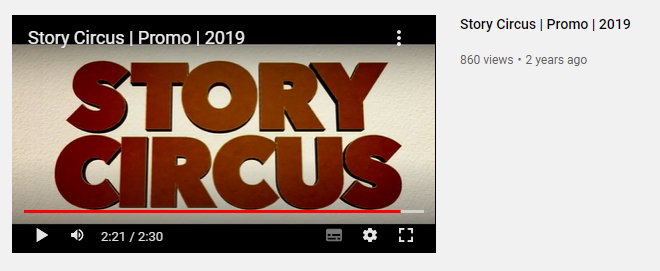 Story Circus | Promo | 2019
STORY
CIRCUS
2:21 / 2:30
Story Circus | Promo | 2019
860 views • 2 years ago